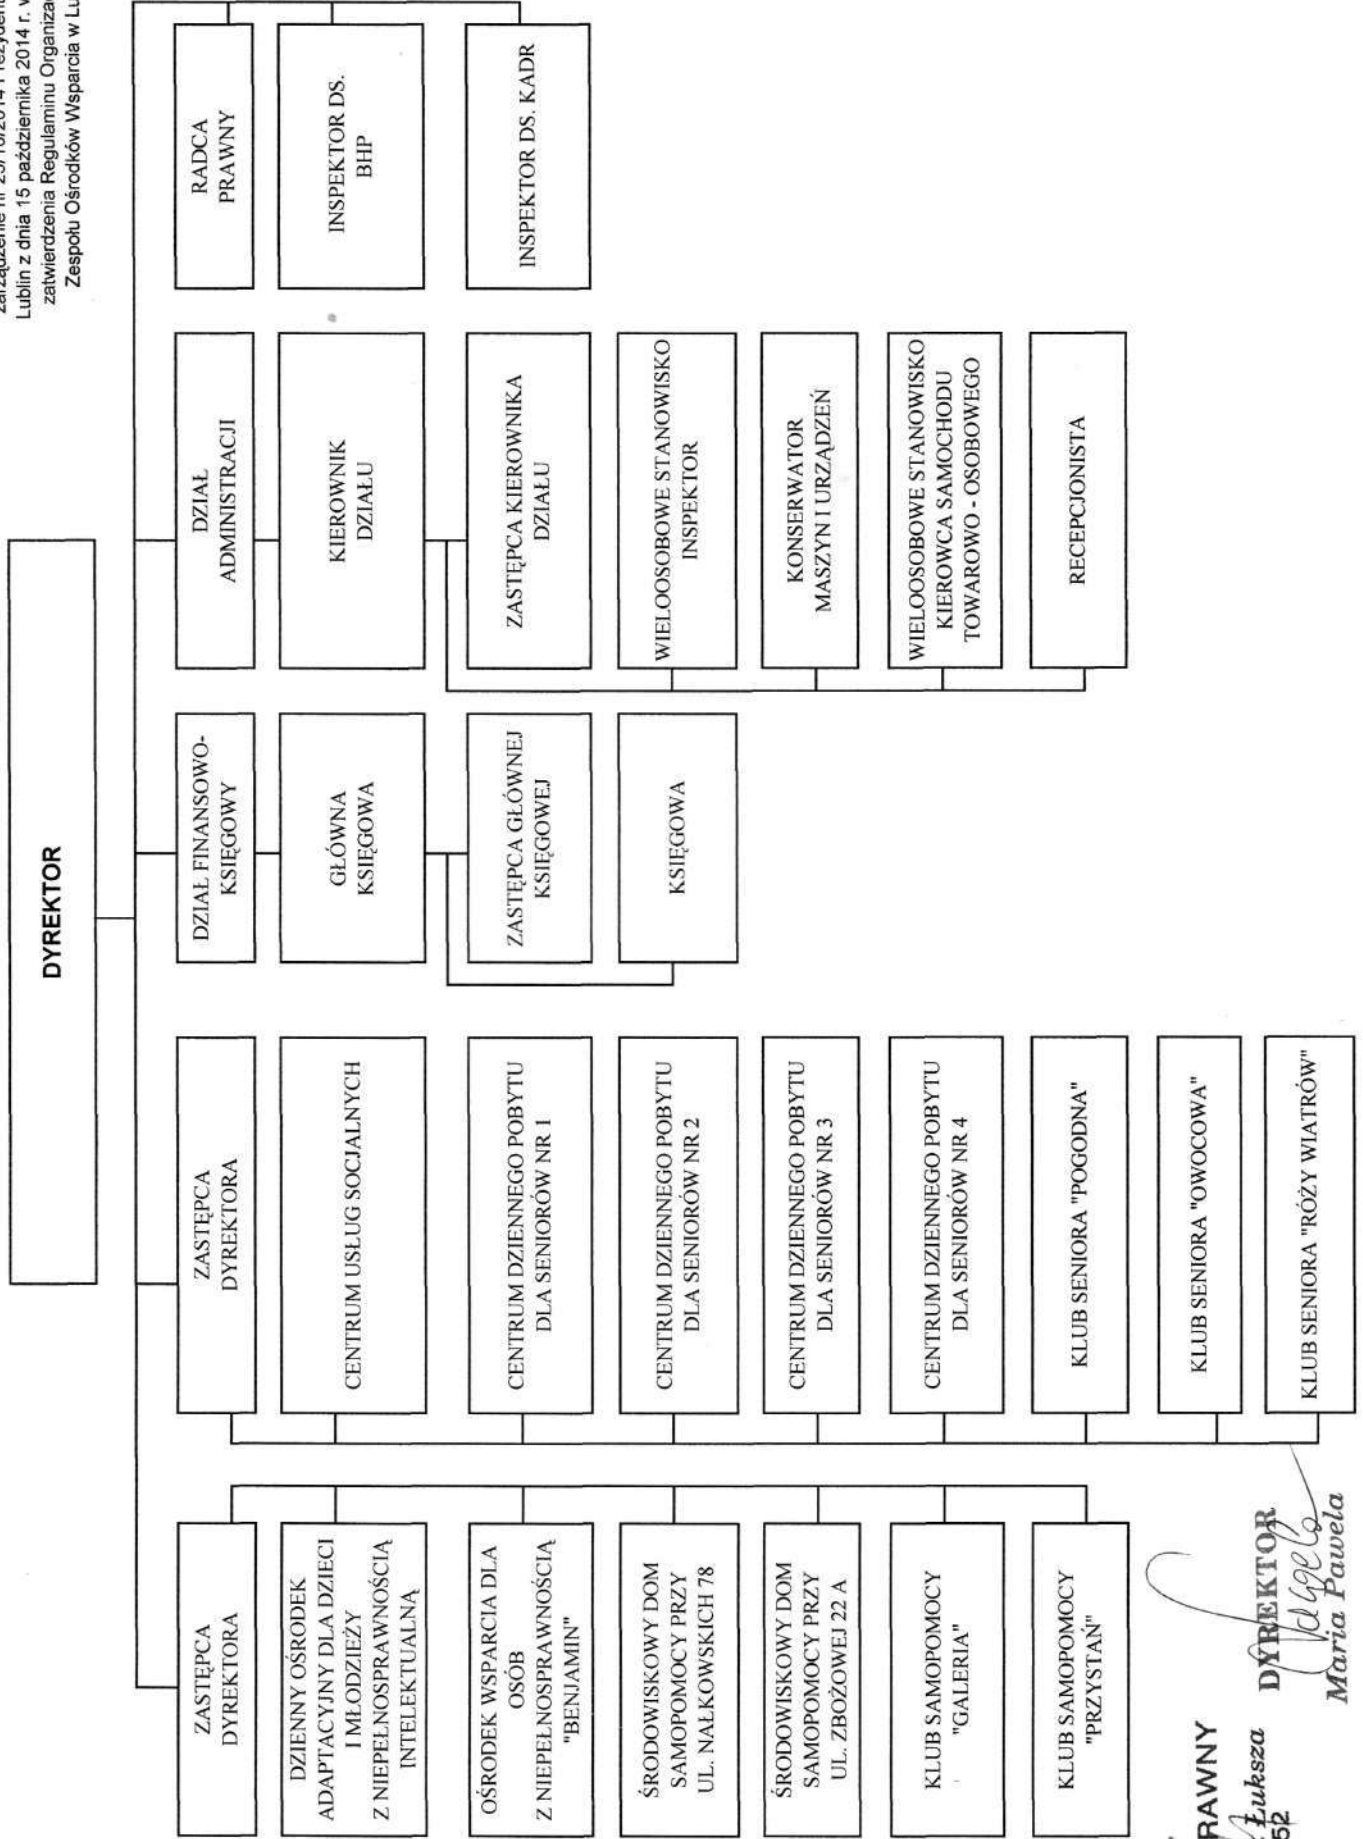 Lublin z dnia 15 października 2014 r. w
zatwierdzenia Regulaminu Organiza
Zespołu Ośrodków Wsparcia w Lu
DYREKTOR
ZASTĘPCA
DYREKTORA
DZIENNY OŚRODEK
ADAPTACYJNY DLA DZIECI
I MŁODZIEŻY
Z NIEPEŁNOSPRAWNOŚCIĄ
INTELEKTUALNĄ
OŚRODEK WSPARCIA DLA
OSÓB
Z NIEPEŁNOSPRAWNOŚCIĄ
"BENJAMIN"
ŚRODOWISKOWY DOM
SAMOPOMOCY PRZY
UL. NAŁKOWSKICH 78
ŚRODOWISKOWY DOM
SAMOPOMOCY PRZY
UL. ZBOŻOWEJ 22 A
KLUB SAMOPOMOCY
"GALERIA"
KLUB SAMOPOMOCY
"PRZYSTAŃ"
ZASTĘPCA
DYREKTORA
CENTRUM USŁUG SOCJALNYCH
CENTRUM DZIENNEGO POBYTU
DLA SENIORÓW NR 1
CENTRUM DZIENNEGO POBYTU
DLA SENIORÓW NR 2
CENTRUM DZIENNEGO POBYTU
DLA SENIORÓW NR 3
CENTRUM DZIENNEGO POBYTU
DLA SENIORÓW NR 4
KLUB SENIORA "POGODNA"
KLUB SENIORA "OWOCOWA"
KLUB SENIORA "RÓŻY WIATRÓW"
DZIAŁ FINANSOWO-
KSIĘGOWY
GŁÓWNA
KSIĘGOWA
ZASTĘPCA GŁÓWNEJ
KSIĘGOWEJ
KSIĘGOWA
DZIAŁ
ADMINISTRACJI
KIEROWNIK
DZIAŁU
ZASTĘPCA KIEROWNIKA
DZIAŁU
WIELOOSOBOWE STANOWISKO
INSPEKTOR
KONSERWATOR
MASZYN I URZĄDZEŃ
WIELOOSOBOWE STANOWISKO
KIEROWCA SAMOCHODU
TOWAROWO - OSOBOWEGO
RECEPCJONISTA
RADCA
PRAWNY
INSPEKTOR DS.
BHP
INSPEKTOR DS. KADR
RAWNY
Łuksza
52
DYREKTOR
Maria Pawela